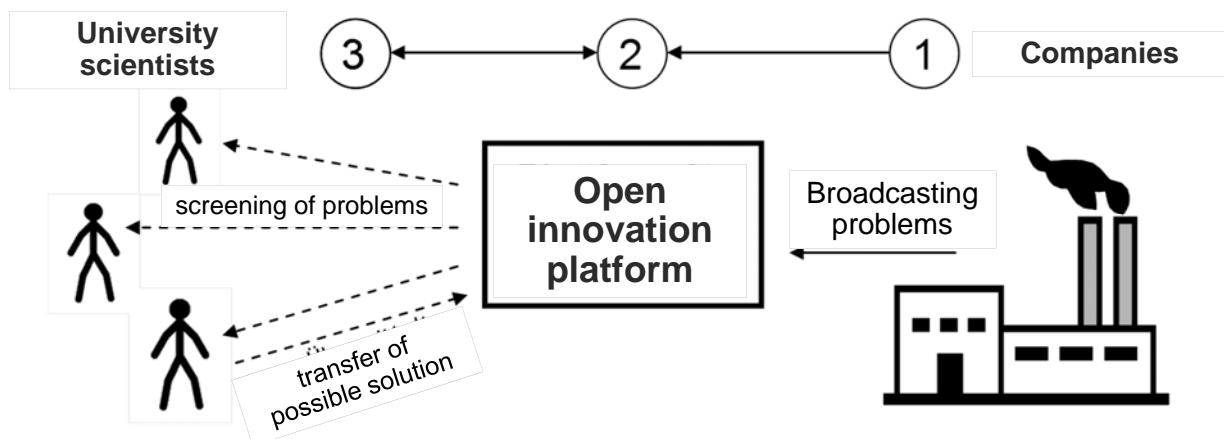 University
scientists
3
2
1
Companies
screening of problems
Open
innovation
platform
Broadcasting
problems
transfer of
possible solution